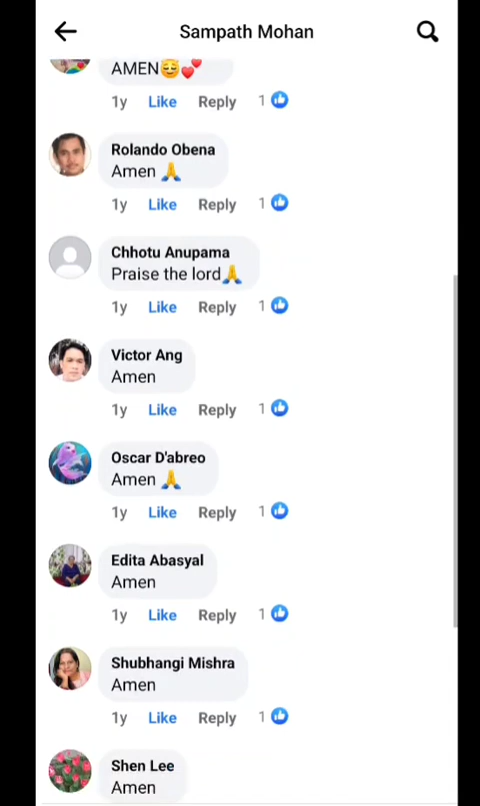 Sampath Mohan
AMEN😌💕
1y Like Reply 1
Rolando Obena
Amen 🙏
1y Like Reply 1
Chhotu Anupama
Praise the lord🙏
1y Like Reply 1
Victor Ang
Amen
1y Like Reply 1
Oscar D'abreo
Amen 🙏
1y Like Reply 1
Edita Abasyal
Amen
1y Like Reply 1
Shubhangi Mishra
Amen
1y Like Reply 1
Shen Lee
Amen